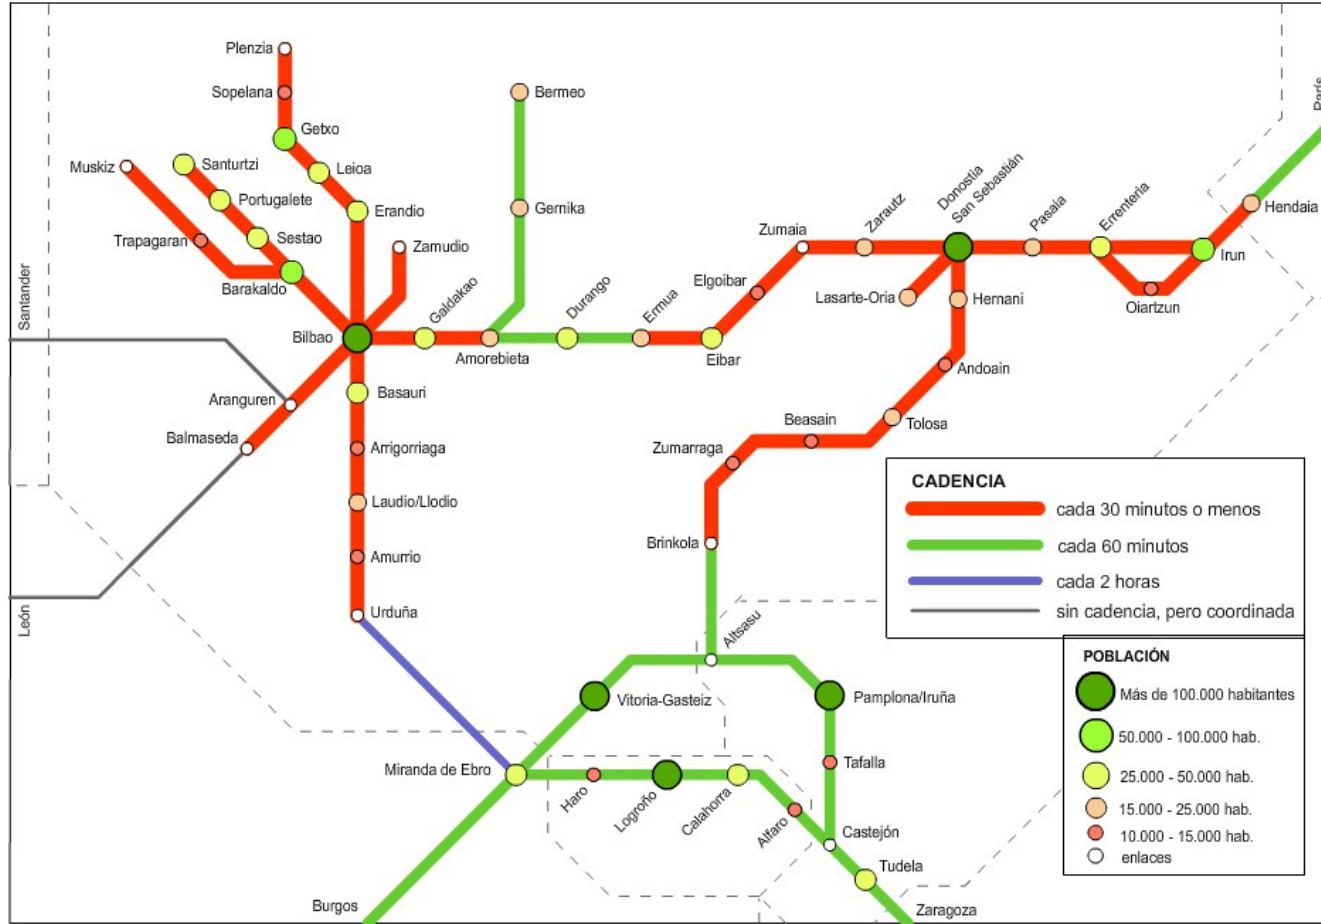 Plenzia
Sopelana
Getxo
Leioa
Erandio
Muskiz
Santurtzi
Portugalete
Sestao
Trapagaran
Barakaldo
Zamudio
Bilbao
Bermeo
Gernika
Galdakao
Amorebieta
Durango
Ermua
Eibar
Elgoibar
Zumaia
Zarautz
Donostia
San Sebastián
Pasaia
Errenteria
Irun
Hendaia
París
Oiartzun
Lasarte-Oria
Hernani
Andoain
Tolosa
Beasain
Zumarraga
Brinkola
Santander
Aranguren
Balmaseda
León
Basauri
Arrigorriaga
Laudio/Llodio
Amurrio
Urduña
Altsasu
Vitoria-Gasteiz
Pamplona/Iruña
Miranda de Ebro
Haro
Logroño
Calahorra
Alfaro
Tafalla
Castejón
Tudela
Burgos
Zaragoza
CADENCIA
cada 30 minutos o menos
cada 60 minutos
cada 2 horas
sin cadencia, pero coordinada
POBLACIÓN
Más de 100.000 habitantes
50.000 - 100.000 hab.
25.000 - 50.000 hab.
15.000 - 25.000 hab.
10.000 - 15.000 hab.
enlaces